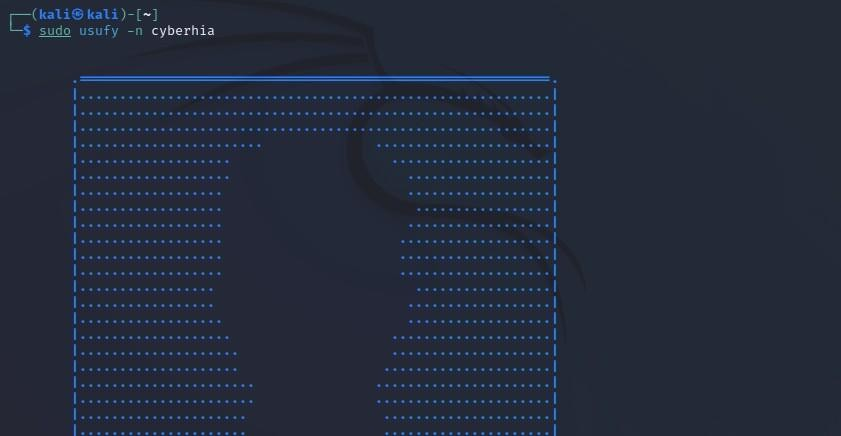 ┌──(kali㉿kali)-[~]
└─$ sudo usufy -n cyberhia